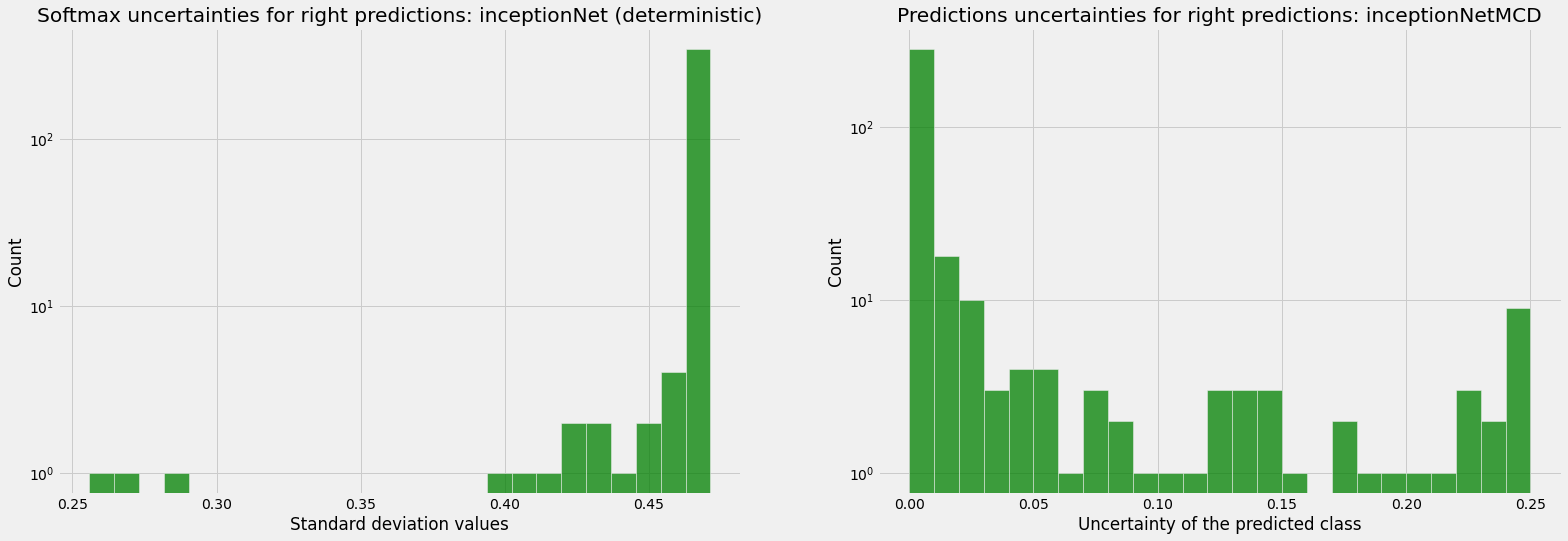 Softmax uncertainties for right predictions: inceptionNet (deterministic)
Count
10²
10¹
10⁰
0.25 0.30 0.35 0.40 0.45
Standard deviation values
Predictions uncertainties for right predictions: inceptionNetMCD
Count
10²
10¹
10⁰
0.00 0.05 0.10 0.15 0.20 0.25
Uncertainty of the predicted class